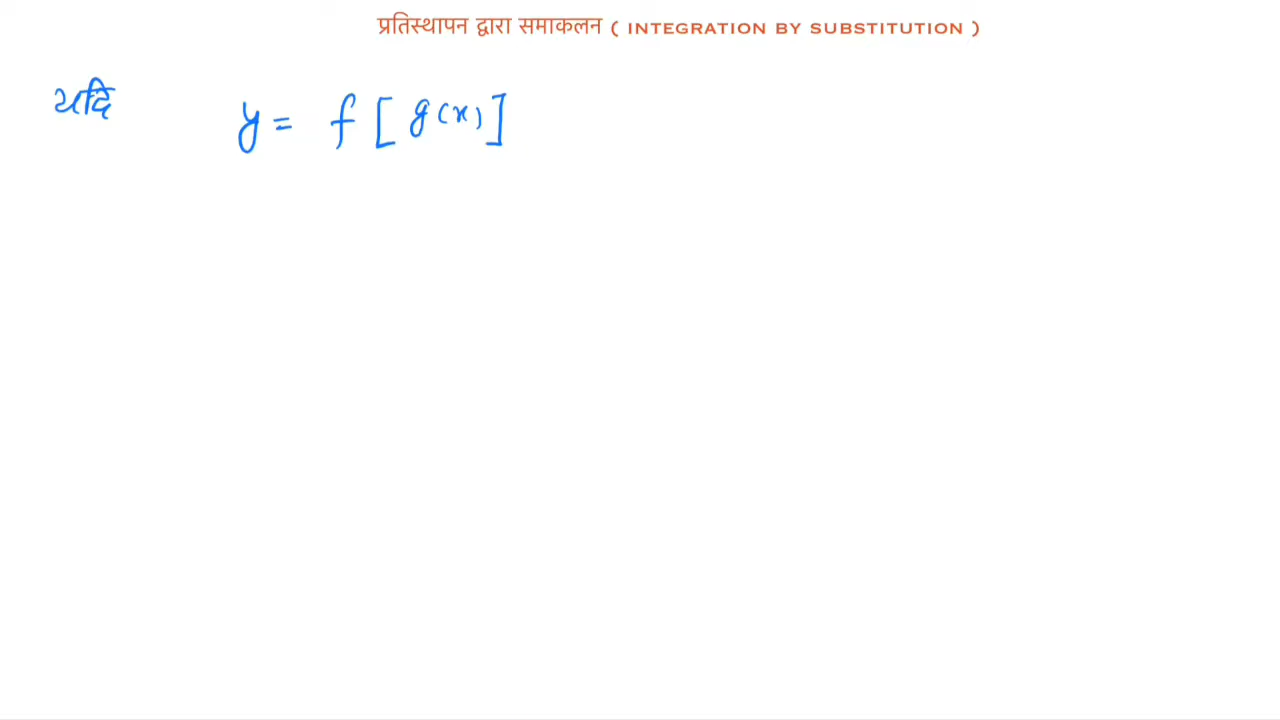 प्रतिस्थापन द्वारा समाकलन ( INTEGRATION BY SUBSTITUTION )
यदि y = f [ g(x) ]